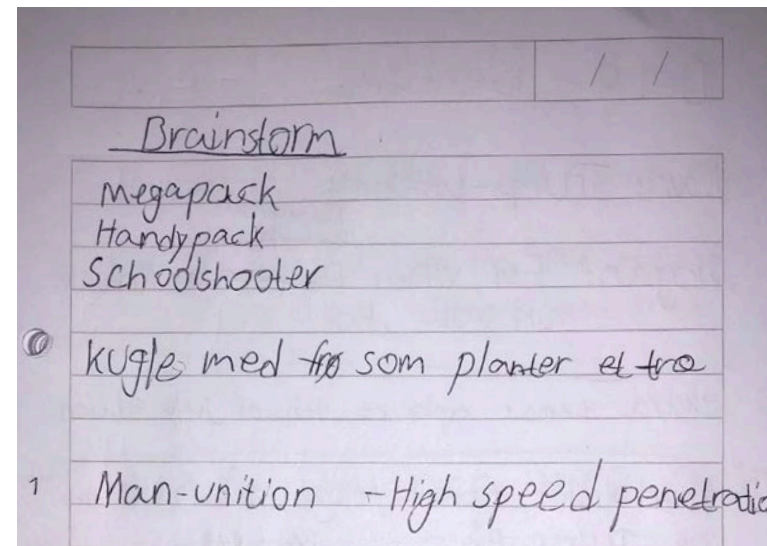 / /
Brainstorm
Megapack
Handypack
Schoolshooter
Kugle med frø som planter et træ
1 Man-unition - High speed penetratio